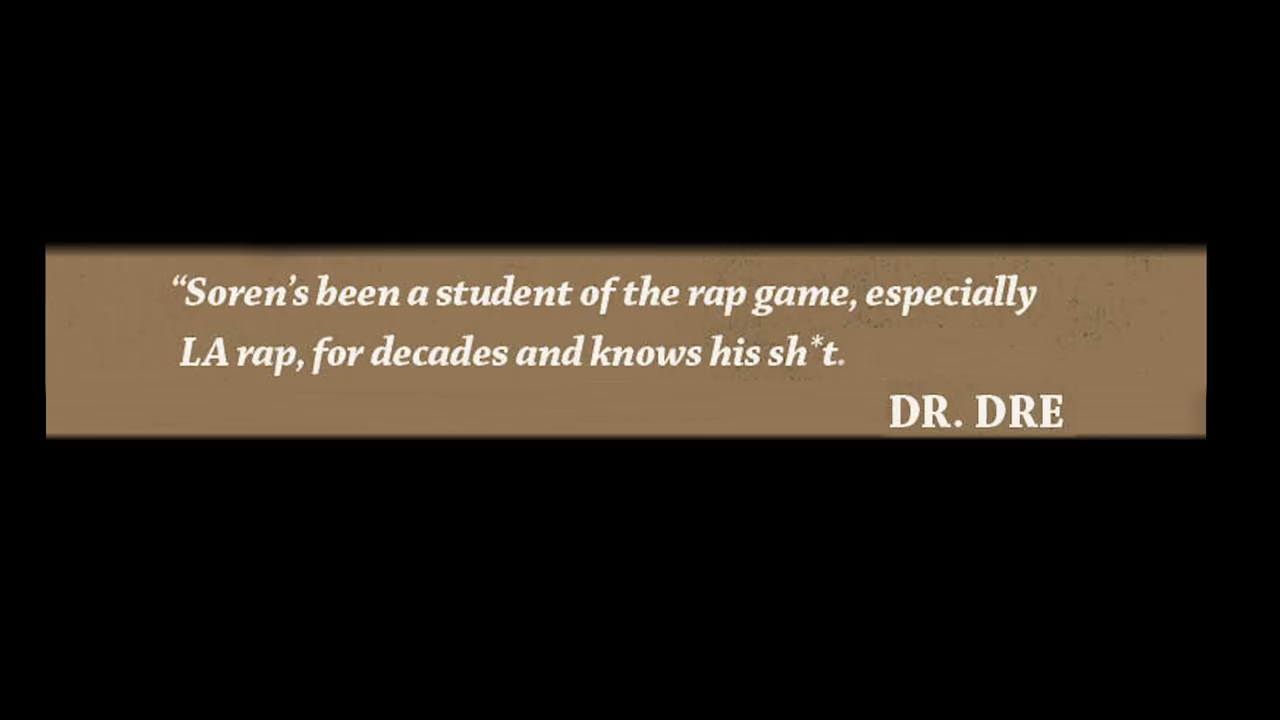 “Soren’s been a student of the rap game, especially
LA rap, for decades and knows his sh*t.
DR. DRE